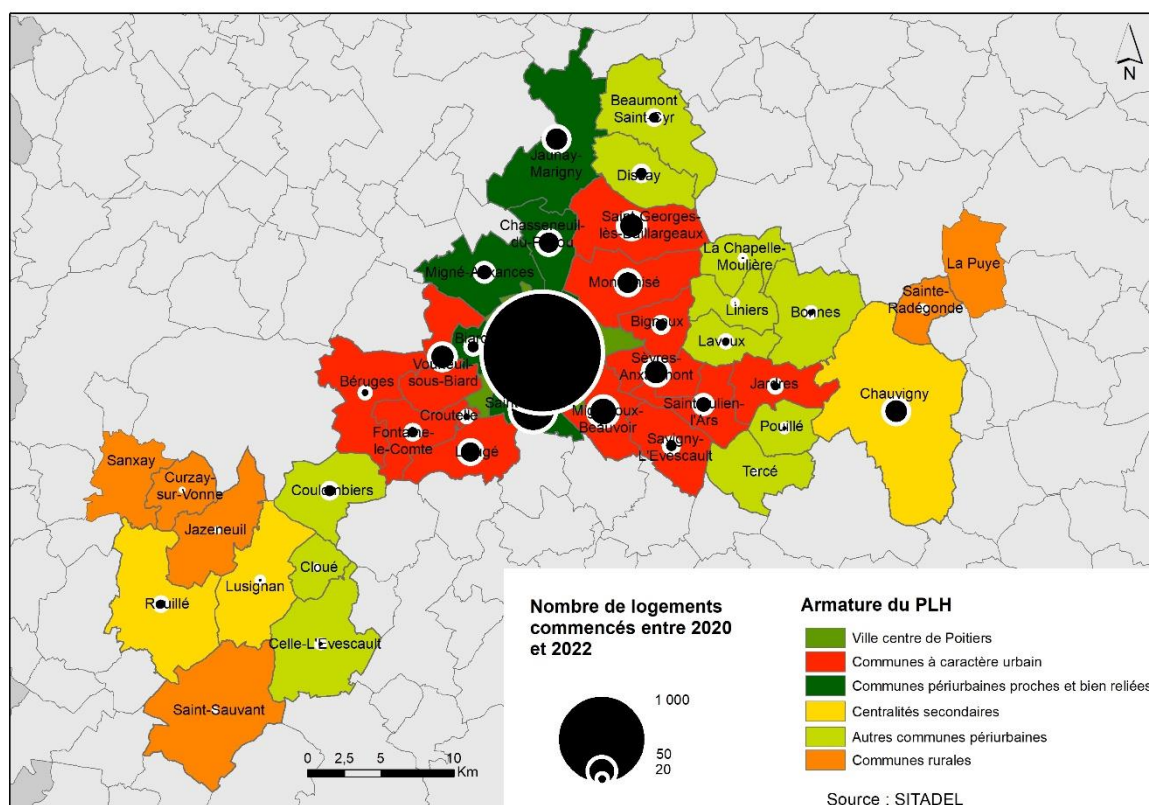 N
Beaumont
Saint-Cyr
Jaunay-
Marigny
Dissay
Chasseneuil-
du-Poitou
Saint-Georges-
lès-Baillargeaux
La Chapelle-
Moulière
La Puye
Migné-Auxances
Montamisé
Sainte-
Radégonde
Liniers
Bonnes
Bignoux
Lavoux
Biard
Vouneuil-
sous-Biard
Sèvres-
Anxaumont
Béruges
Jardres
Chauvigny
Croutelle
Saint
Mignaloux-
Beauvoir
Saint-Julien-
l'Ars
Fontaine-
le-Comte
Pouillé
Ligugé
Savigny-
L'Evescault
Sanxay
Tercé
Curzay-
sur-Vonne
Coulombiers
Jazeneuil
Cloué
Lusignan
Rouillé
Celle-L'Evescault
Saint-Sauvant
0 2,5 5 10
Km
Nombre de logements
commencés entre 2020
et 2022
1 000
50
20
Armature du PLH
Ville centre de Poitiers
Communes à caractère urbain
Communes périurbaines proches et bien reliées
Centralités secondaires
Autres communes périurbaines
Communes rurales
Source : SITADEL